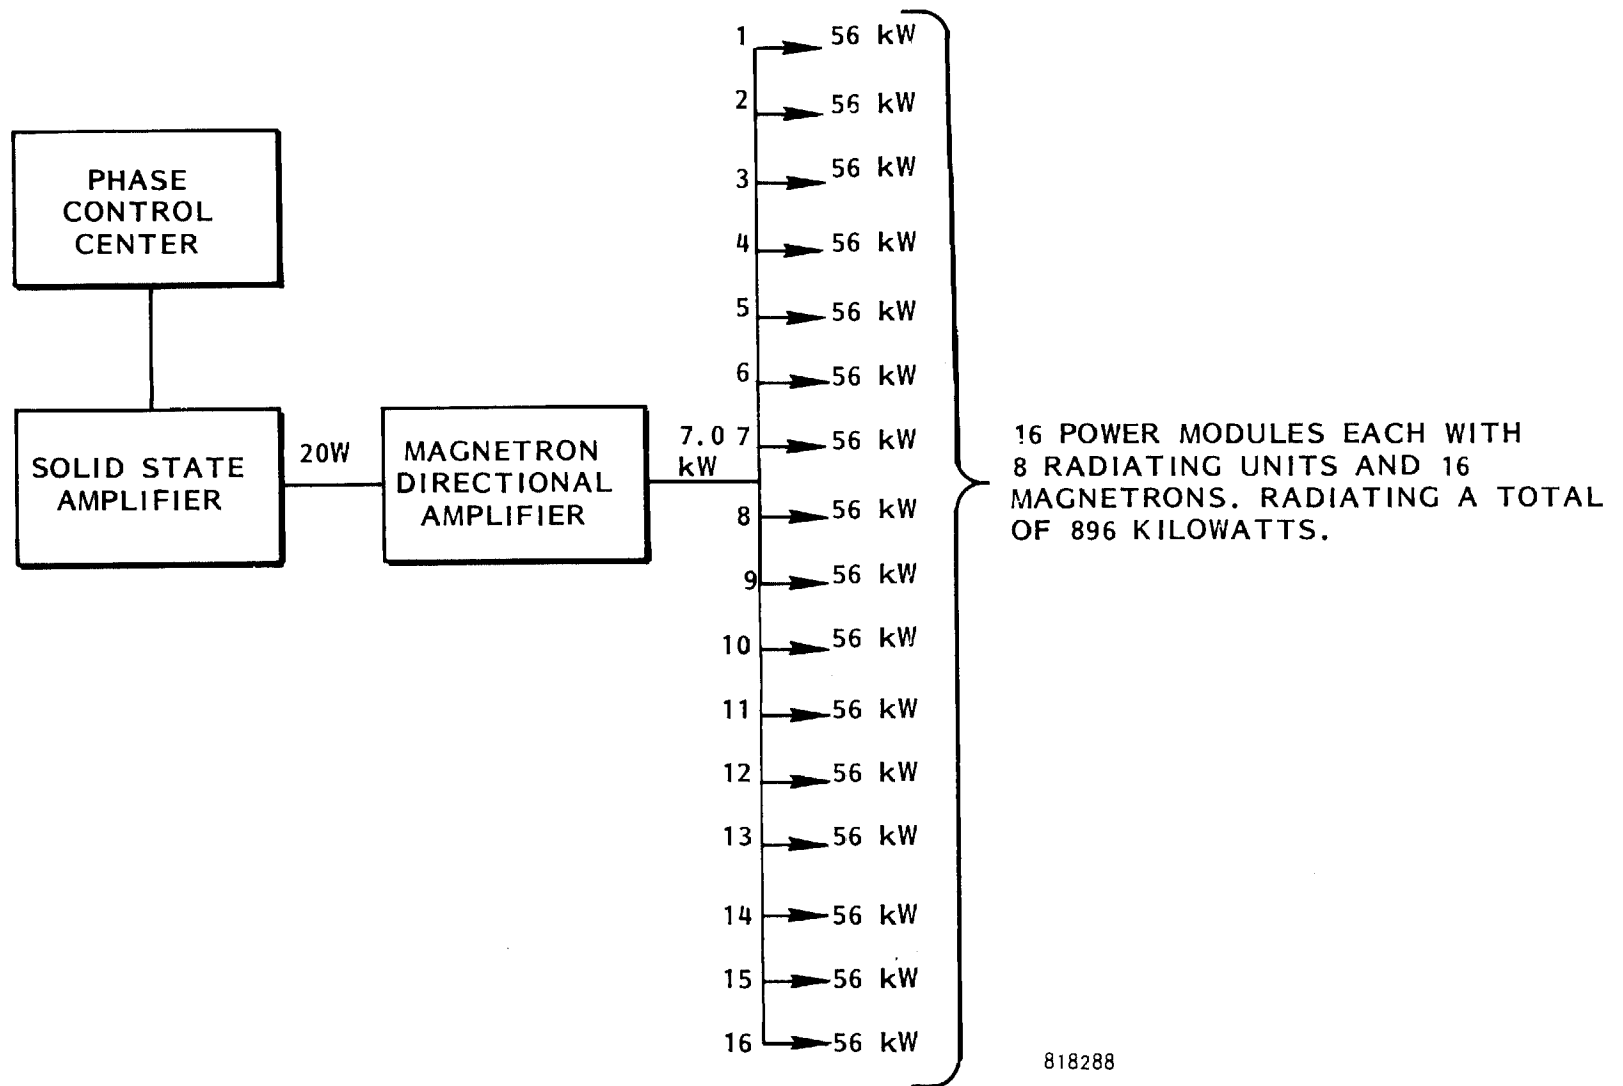 PHASE
CONTROL
CENTER
SOLID STATE
AMPLIFIER
20W
MAGNETRON
DIRECTIONAL
AMPLIFIER
7.0
kW
1 56 kW
2 56 kW
3 56 kW
4 56 kW
5 56 kW
6 56 kW
7 56 kW
8 56 kW
9 56 kW
10 56 kW
11 56 kW
12 56 kW
13 56 kW
14 56 kW
15 56 kW
16 56 kW
16 POWER MODULES EACH WITH
8 RADIATING UNITS AND 16
MAGNETRONS. RADIATING A TOTAL
OF 896 KILOWATTS.
818288